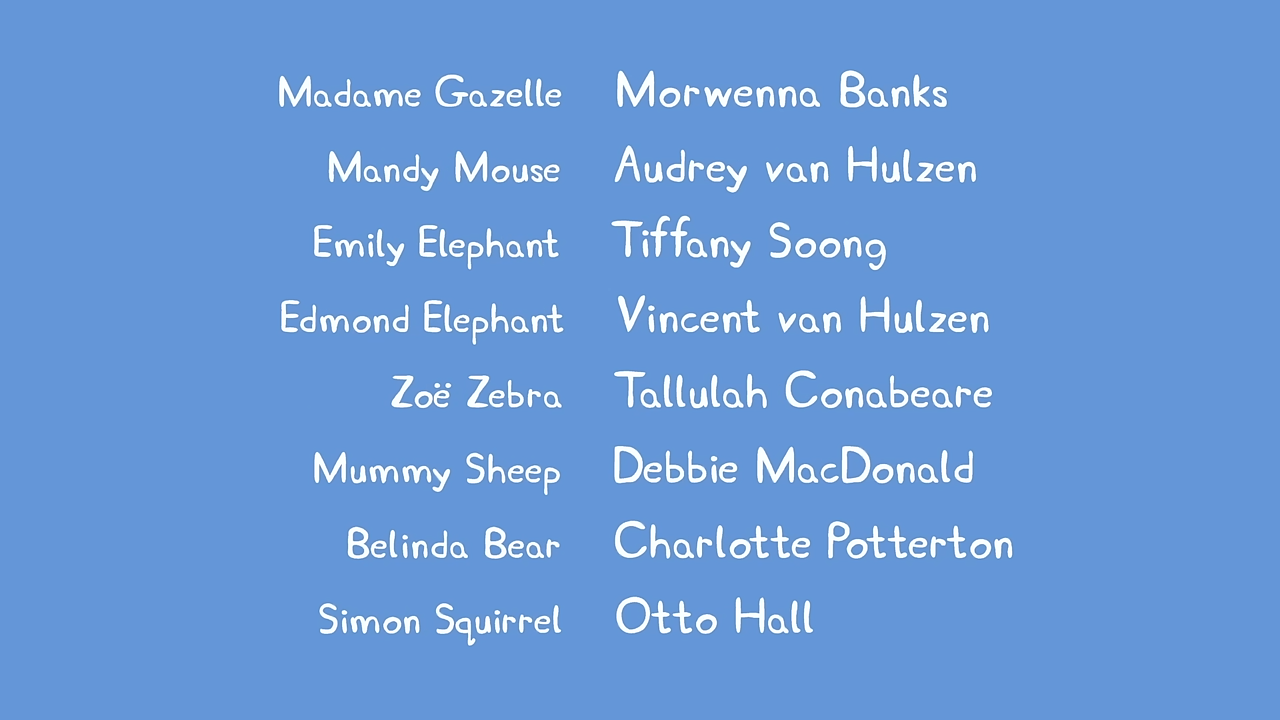 Madame Gazelle Morwenna Banks
Mandy Mouse Audrey van Hulzen
Emily Elephant Tiffany Soong
Edmond Elephant Vincent van Hulzen
Zoë Zebra Tallulah Conabeare
Mummy Sheep Debbie MacDonald
Belinda Bear Charlotte Potterton
Simon Squirrel Otto Hall